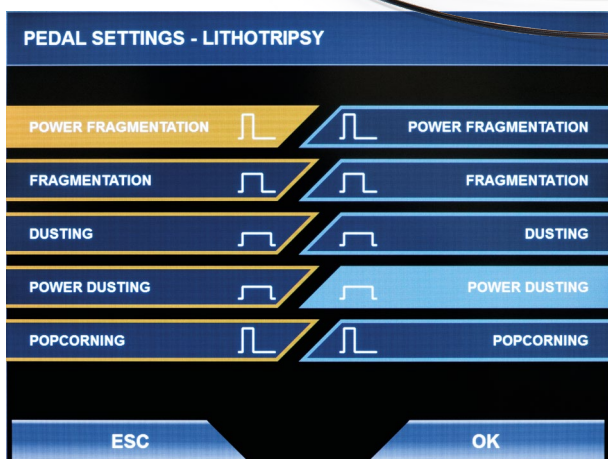 PEDAL SETTINGS - LITHOTRIPSY
POWER FRAGMENTATION POWER FRAGMENTATION
FRAGMENTATION FRAGMENTATION
DUSTING DUSTING
POWER DUSTING POWER DUSTING
POPCORNING POPCORNING
ESC OK